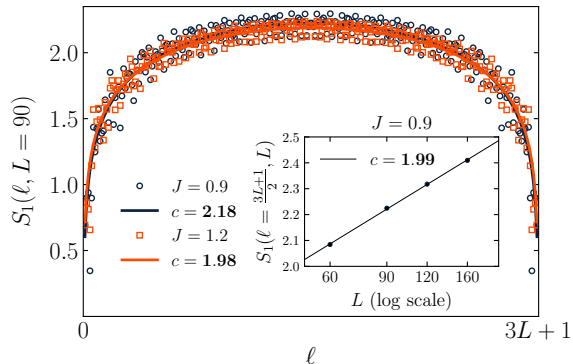 S₁(ℓ, L = 90)
2.0
1.5
1.0
0.5
J = 0.9
c = 2.18
J = 1.2
c = 1.98
J = 0.9
c = 1.99
S₁(ℓ = (3L+1)/2, L)
2.5
2.4
2.3
2.2
2.1
2.0
60 90 120 160
L (log scale)
0 3L + 1
ℓ